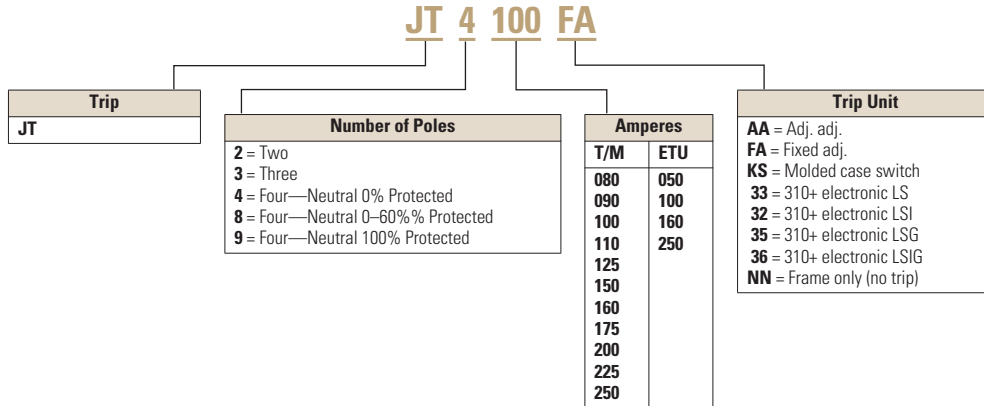 JT 4 100 FA
Trip
JT
Number of Poles
2 = Two
3 = Three
4 = Four—Neutral 0% Protected
8 = Four—Neutral 0–60%% Protected
9 = Four—Neutral 100% Protected
Amperes
T/M ETU
080 050
090 100
100 160
110 250
125
150
160
175
200
225
250
Trip Unit
AA = Adj. adj.
FA = Fixed adj.
KS = Molded case switch
33 = 310+ electronic LS
32 = 310+ electronic LSI
35 = 310+ electronic LSG
36 = 310+ electronic LSIG
NN = Frame only (no trip)